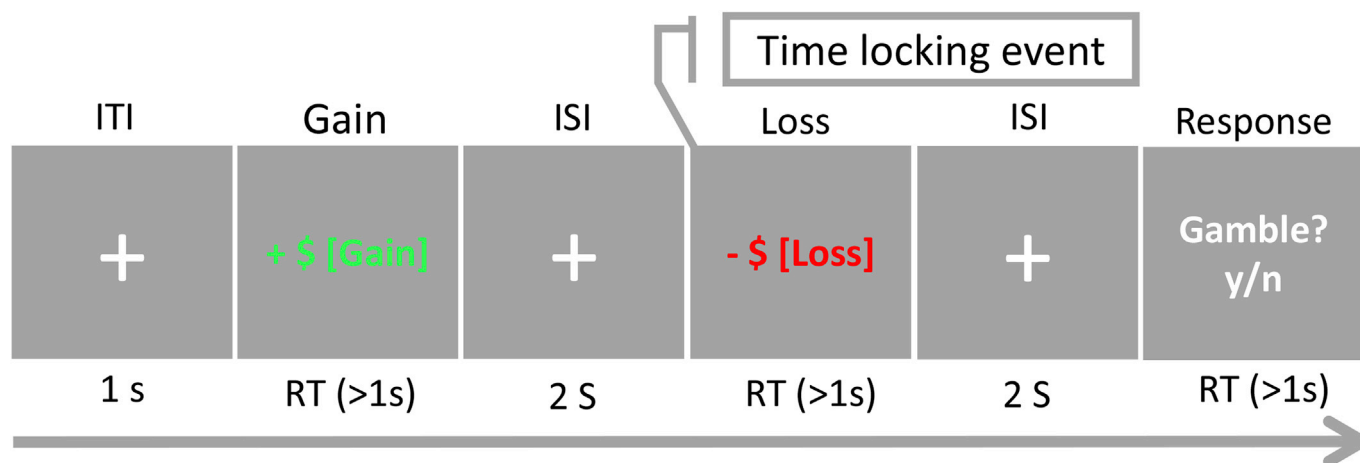 Time locking event
ITI
Gain
ISI
Loss
ISI
Response
+
+ $ [Gain]
+
- $ [Loss]
+
Gamble?
y/n
1 s
RT (>1s)
2 S
RT (>1s)
2 S
RT (>1s)